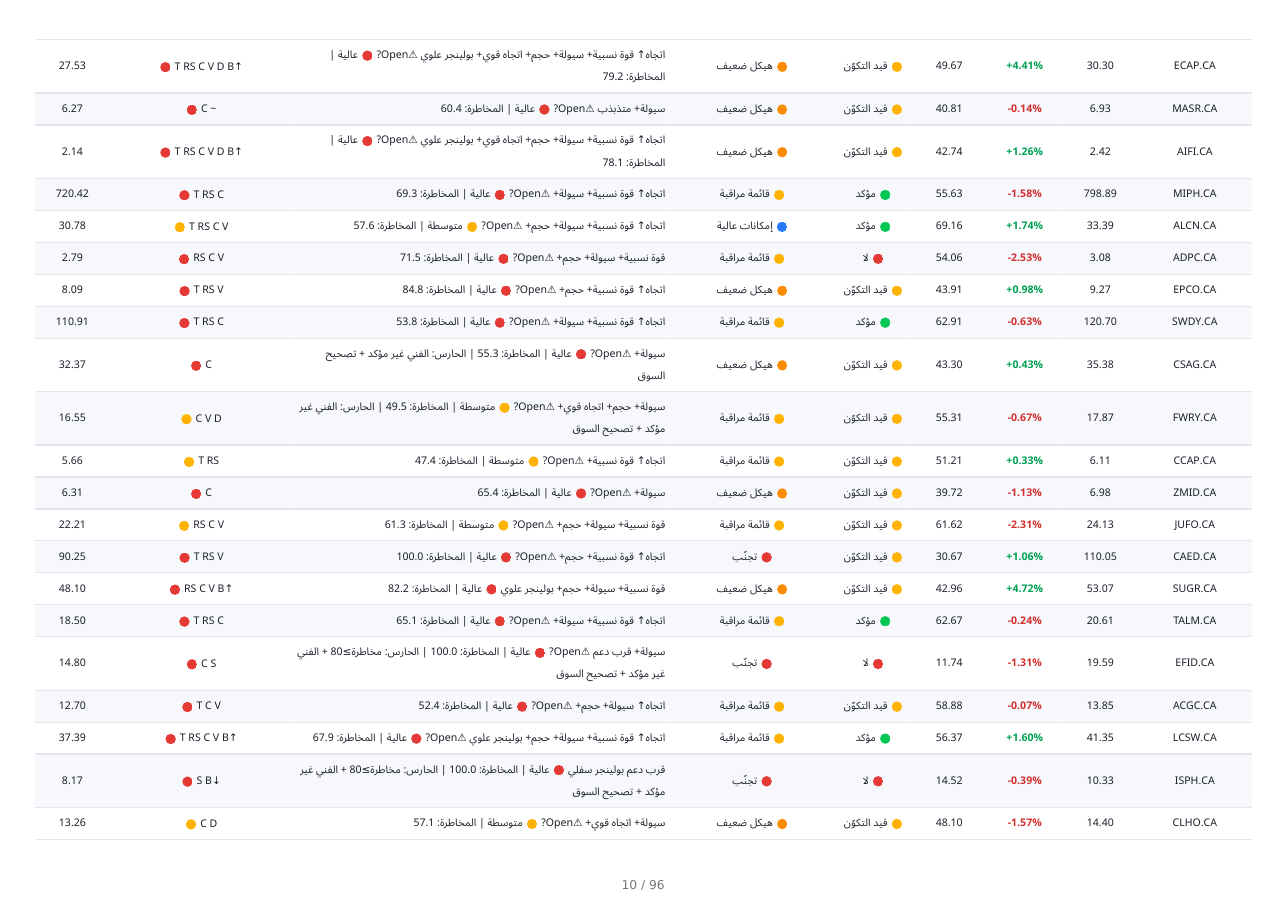 ECAP.CA 30.30 +4.41% 49.67 قيد التكوّن هيكل ضعيف اتجاه↑ قوة نسبية+ سيولة+ حجم+ اتجاه قوي+ بولينجر علوي ⚠Open? عالية | T RS C V D B↑ 27.53
المخاطرة: 79.2
MASR.CA 6.93 -0.14% 40.81 قيد التكوّن هيكل ضعيف سيولة+ متذبذب ⚠Open? عالية | المخاطرة: 60.4 C ~ 6.27
AIFI.CA 2.42 +1.26% 42.74 قيد التكوّن هيكل ضعيف اتجاه↑ قوة نسبية+ سيولة+ حجم+ اتجاه قوي+ بولينجر علوي ⚠Open? عالية | T RS C V D B↑ 2.14
المخاطرة: 78.1
MIPH.CA 798.89 -1.58% 55.63 مؤكد قائمة مراقبة اتجاه↑ قوة نسبية+ سيولة+ ⚠Open? عالية | المخاطرة: 69.3 T RS C 720.42
ALCN.CA 33.39 +1.74% 69.16 مؤكد إمكانات عالية اتجاه↑ قوة نسبية+ سيولة+ حجم+ ⚠Open? متوسطة | المخاطرة: 57.6 T RS C V 30.78
ADPC.CA 3.08 -2.53% 54.06 لا قائمة مراقبة قوة نسبية+ سيولة+ حجم+ ⚠Open? عالية | المخاطرة: 71.5 RS C V 2.79
EPCO.CA 9.27 +0.98% 43.91 قيد التكوّن هيكل ضعيف اتجاه↑ قوة نسبية+ حجم+ ⚠Open? عالية | المخاطرة: 84.8 T RS V 8.09
SWDY.CA 120.70 -0.63% 62.91 مؤكد قائمة مراقبة اتجاه↑ قوة نسبية+ سيولة+ ⚠Open? عالية | المخاطرة: 53.8 T RS C 110.91
CSAG.CA 35.38 +0.43% 43.30 قيد التكوّن هيكل ضعيف سيولة+ ⚠Open? عالية | المخاطرة: 55.3 | الحارس: الفني غير مؤكد + تصحيح C 32.37
السوق
FWRY.CA 17.87 -0.67% 55.31 قيد التكوّن قائمة مراقبة سيولة+ حجم+ اتجاه قوي+ ⚠Open? متوسطة | المخاطرة: 49.5 | الحارس: الفني غير C V D 16.55
مؤكد + تصحيح السوق
CCAP.CA 6.11 +0.33% 51.21 قيد التكوّن قائمة مراقبة اتجاه↑ قوة نسبية+ ⚠Open? متوسطة | المخاطرة: 47.4 T RS 5.66
ZMID.CA 6.98 -1.13% 39.72 قيد التكوّن هيكل ضعيف سيولة+ ⚠Open? عالية | المخاطرة: 65.4 C 6.31
JUFO.CA 24.13 -2.31% 61.62 قيد التكوّن قائمة مراقبة قوة نسبية+ سيولة+ حجم+ ⚠Open? متوسطة | المخاطرة: 61.3 RS C V 22.21
CAED.CA 110.05 +1.06% 30.67 قيد التكوّن تجنّب اتجاه↑ قوة نسبية+ حجم+ ⚠Open? عالية | المخاطرة: 100.0 T RS V 90.25
SUGR.CA 53.07 +4.72% 42.96 قيد التكوّن هيكل ضعيف قوة نسبية+ سيولة+ حجم+ بولينجر علوي عالية | المخاطرة: 82.2 RS C V B↑ 48.10
TALM.CA 20.61 -0.24% 62.67 مؤكد قائمة مراقبة اتجاه↑ قوة نسبية+ سيولة+ ⚠Open? عالية | المخاطرة: 65.1 T RS C 18.50
EFID.CA 19.59 -1.31% 11.74 لا تجنّب سيولة+ قرب دعم ⚠Open? عالية | المخاطرة: 100.0 | الحارس: مخاطرة≥80 + الفني C S 14.80
غير مؤكد + تصحيح السوق
ACGC.CA 13.85 -0.07% 58.88 قيد التكوّن قائمة مراقبة اتجاه↑ سيولة+ حجم+ ⚠Open? عالية | المخاطرة: 52.4 T C V 12.70
LCSW.CA 41.35 +1.60% 56.37 مؤكد قائمة مراقبة اتجاه↑ قوة نسبية+ سيولة+ حجم+ بولينجر علوي ⚠Open? عالية | المخاطرة: 67.9 T RS C V B↑ 37.39
ISPH.CA 10.33 -0.39% 14.52 لا تجنّب قرب دعم بولينجر سفلي عالية | المخاطرة: 100.0 | الحارس: مخاطرة≥80 + الفني غير S B↓ 8.17
مؤكد + تصحيح السوق
CLHO.CA 14.40 -1.57% 48.10 قيد التكوّن هيكل ضعيف سيولة+ اتجاه قوي+ ⚠Open? متوسطة | المخاطرة: 57.1 C D 13.26
10 / 96